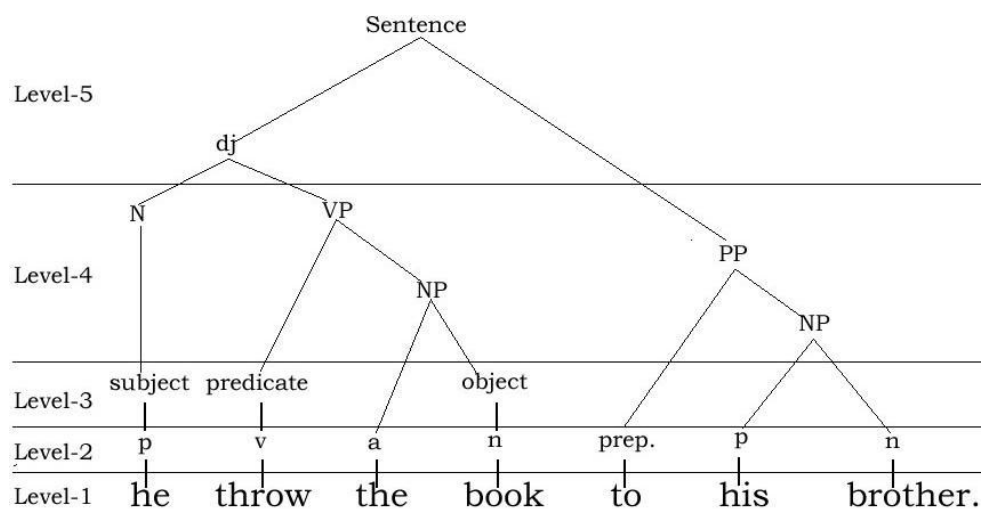 Sentence
Level-5
dj
N VP
PP
Level-4
NP
NP
subject predicate object
Level-3
p v a n prep. p n
Level-2
Level-1 he throw the book to his brother.